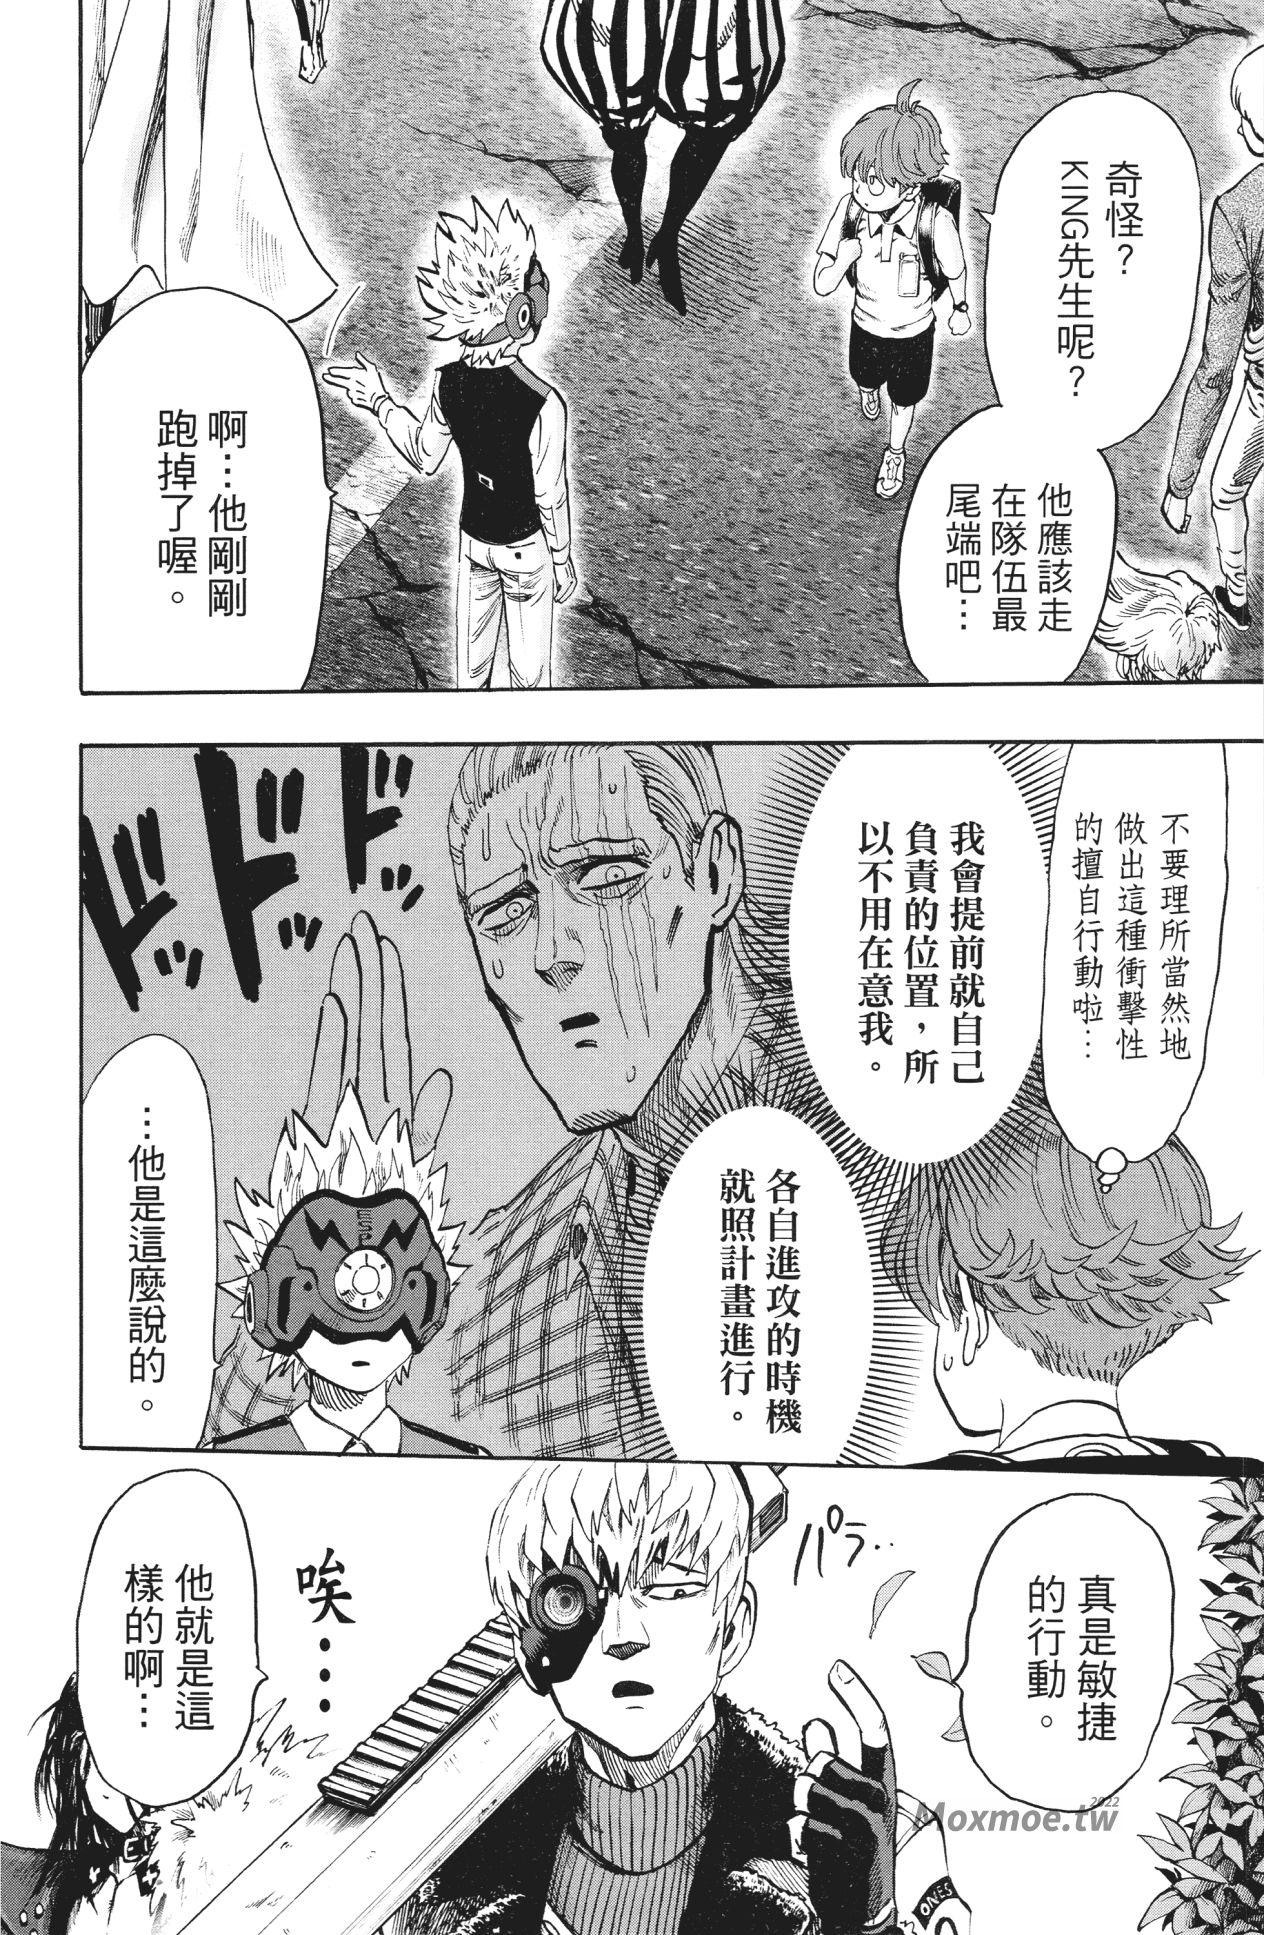 奇怪?
KING先生呢?
他應該走
在隊伍最
尾端吧…
啊…他剛剛
跑掉了喔。
不要理所當然地
做出這種衝擊性
的擅自行動啦…
我會提前就自己
負責的位置,所
以不用在意我。
各自進攻的時機
就照計畫進行。
ドドド
ESP
…他是這麼說的。
真是敏捷
的行動。
パラ‥
唉……
他就是這
樣的啊…
ONES
2022
Moxmoe.tw